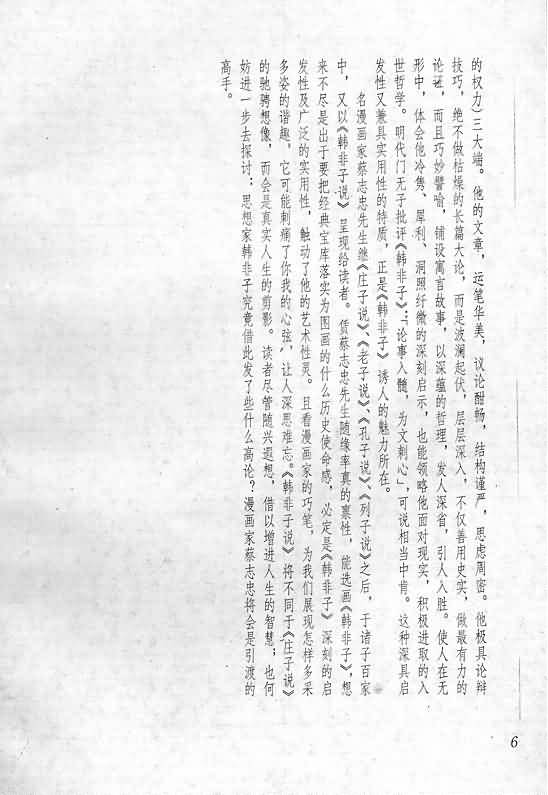 的权力)三大端。他的文章，运笔华美，议论酣畅，结构谨严，思虑周密。他极具论辩
技巧，绝不做枯燥的长篇大论，而是波澜起伏，层层深入，不仅善用史实，做最有力的
论证，而且巧妙譬喻，铺设寓言故事，以深蕴的哲理，发人深省，引人入胜。使人在无
形中，体会他冷隽、犀利、洞照纤微的深刻启示，也能领略他面对现实，积极进取的入
世哲学。明代门无子批评《韩非子》：「论事入髓，为文刺心」，可说相当中肯。这种深具启
发性又兼具实用性的特质，正是《韩非子》诱人的魅力所在。
名漫画家蔡志忠先生继《庄子说》、《老子说》、《孔子说》、《列子说》之后，于诸子百家
中，又以《韩非子说》呈现给读者。凭蔡志忠先生随缘率真的禀性，能选画《韩非子》，想
来不尽是出于要把经典宝库落实为图画的什么历史使命感，必定是《韩非子》深刻的启
发性及广泛的实用性，触动了他的艺术性灵。且看漫画家的巧笔，为我们展现怎样多采
多姿的谐趣，它可能刺痛了你我的心弦，让人深思难忘。《韩非子说》将不同于《庄子说》
的驰骋想像，而会是真实人生的剪影。读者尽管随兴遐想，借以增进人生的智慧；也何
妨进一步去探讨：思想家韩非子究竟借此发了些什么高论？漫画家蔡志忠将会是引渡的
高手。
6